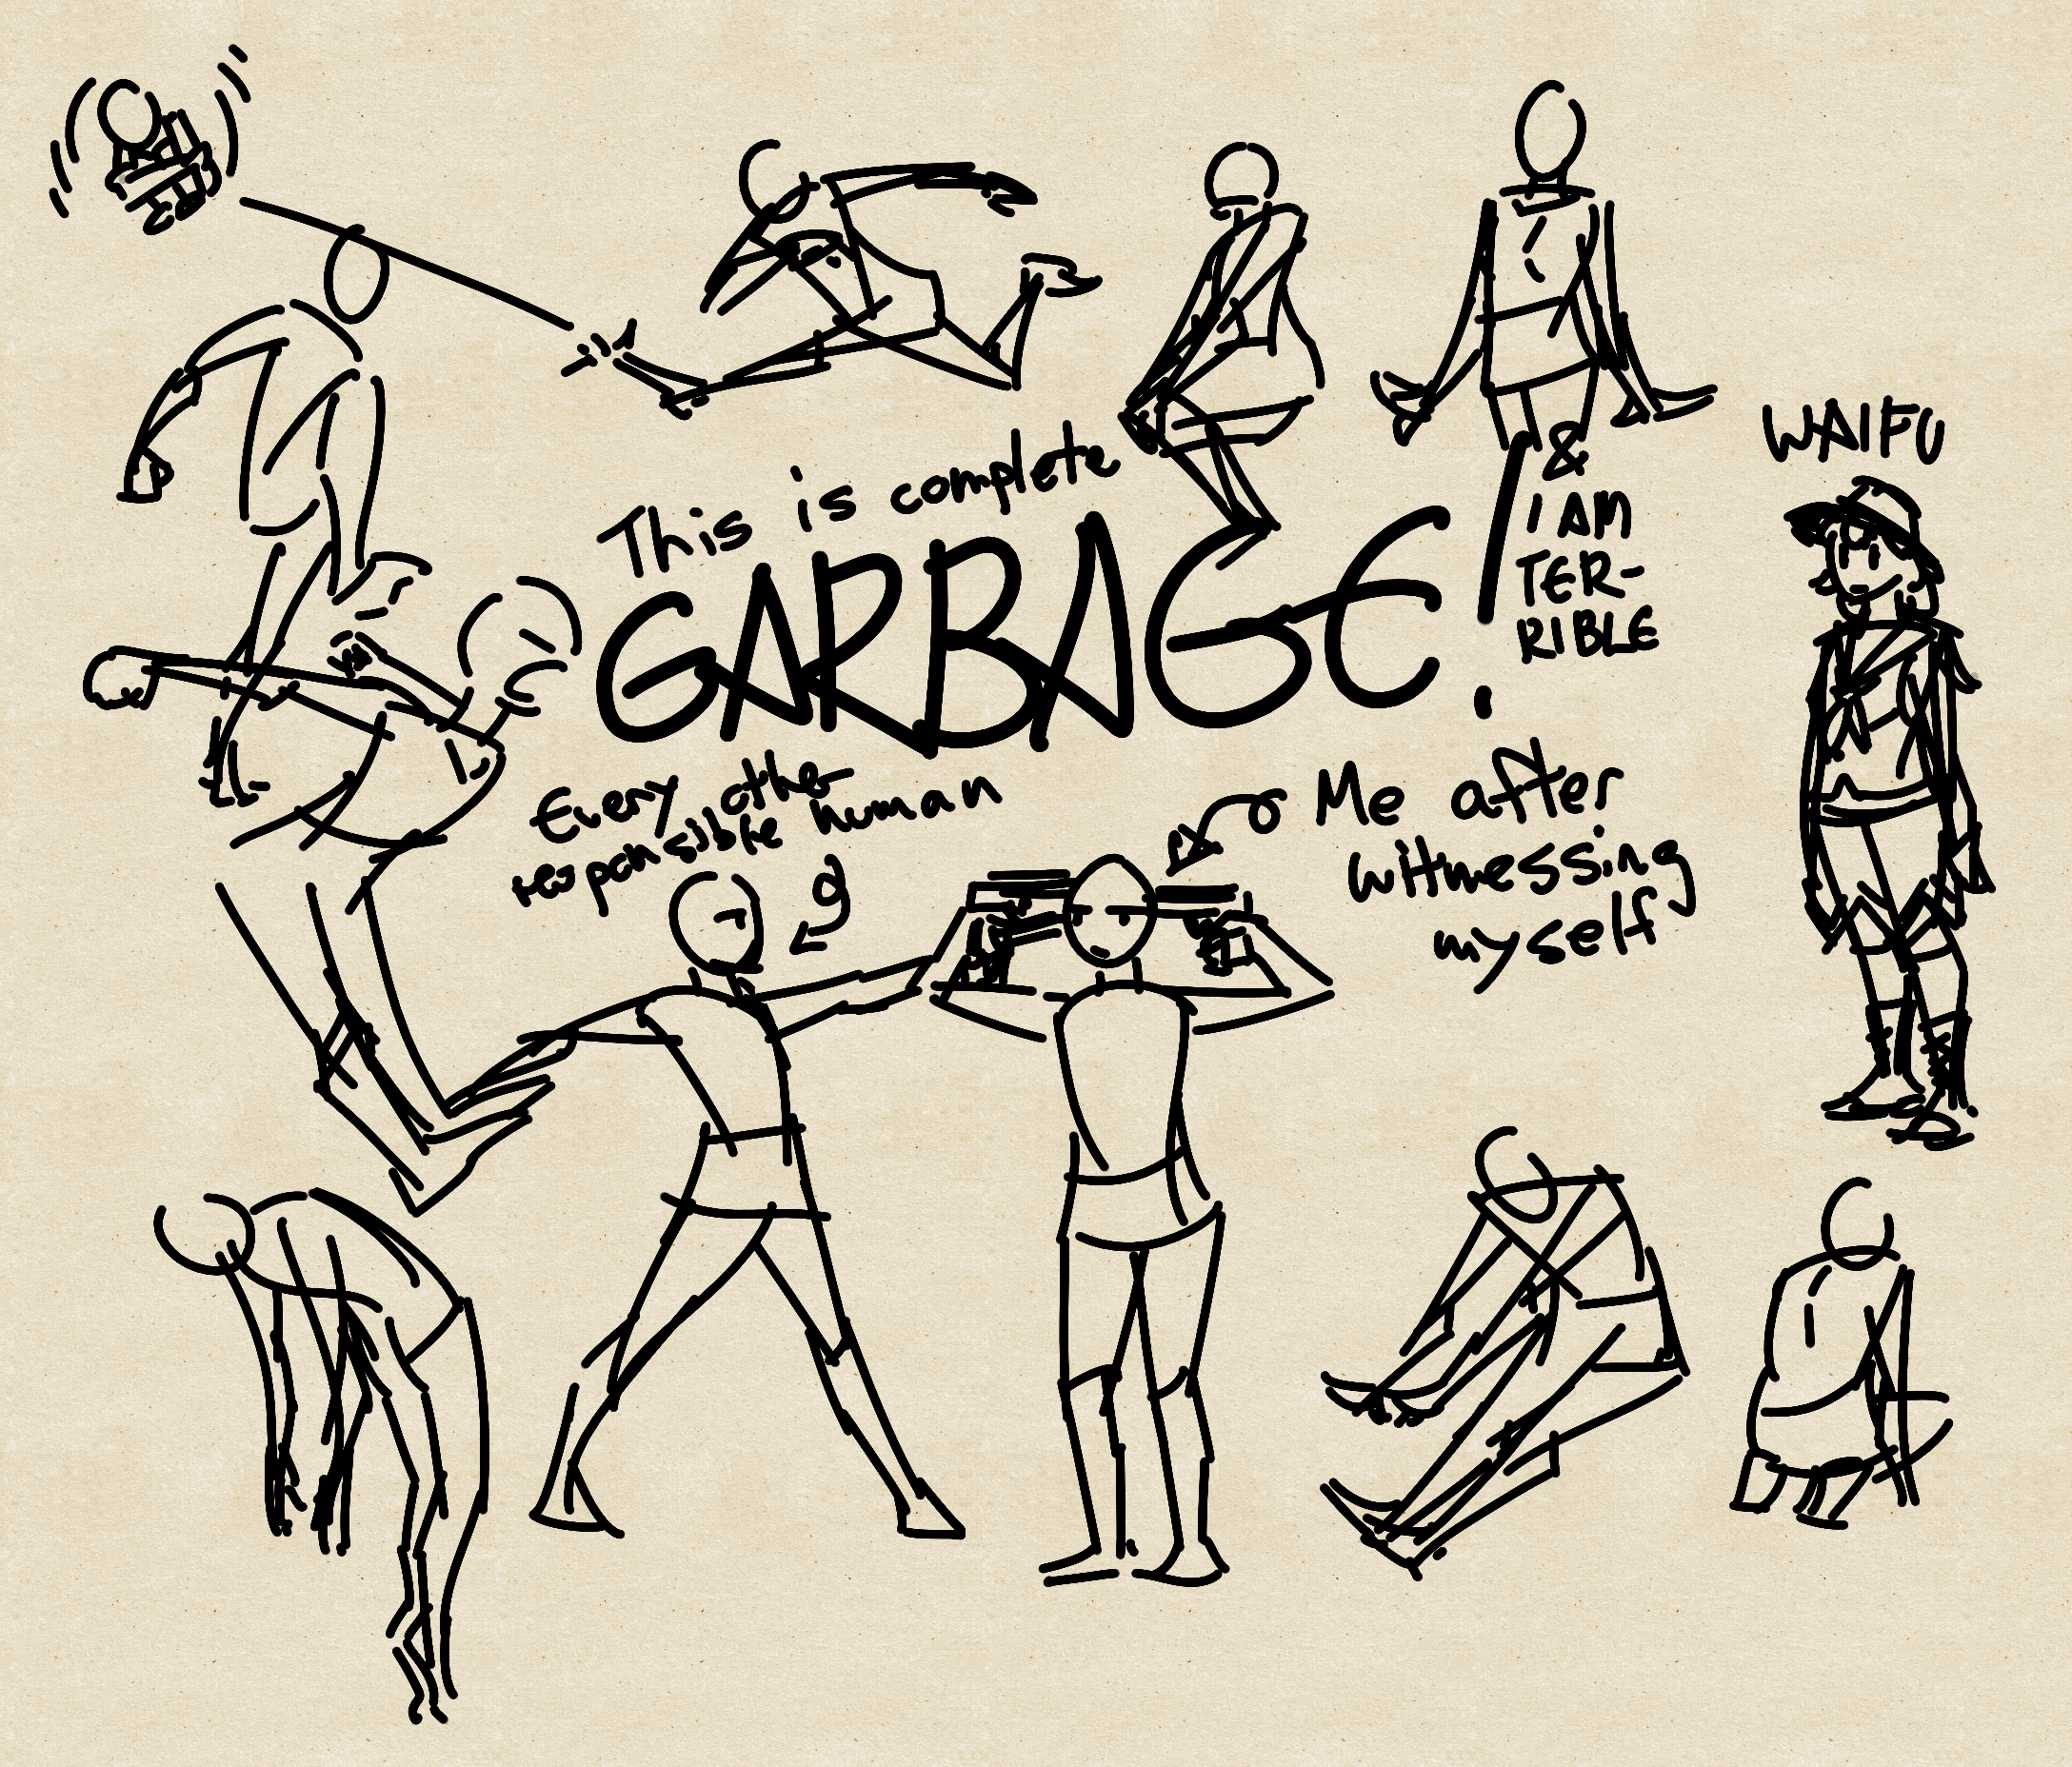 This is complete
GARBAGE!
&
I AM
TER-
RIBLE
WAIFU
Every other
responsible human
Me after
witnessing
myself